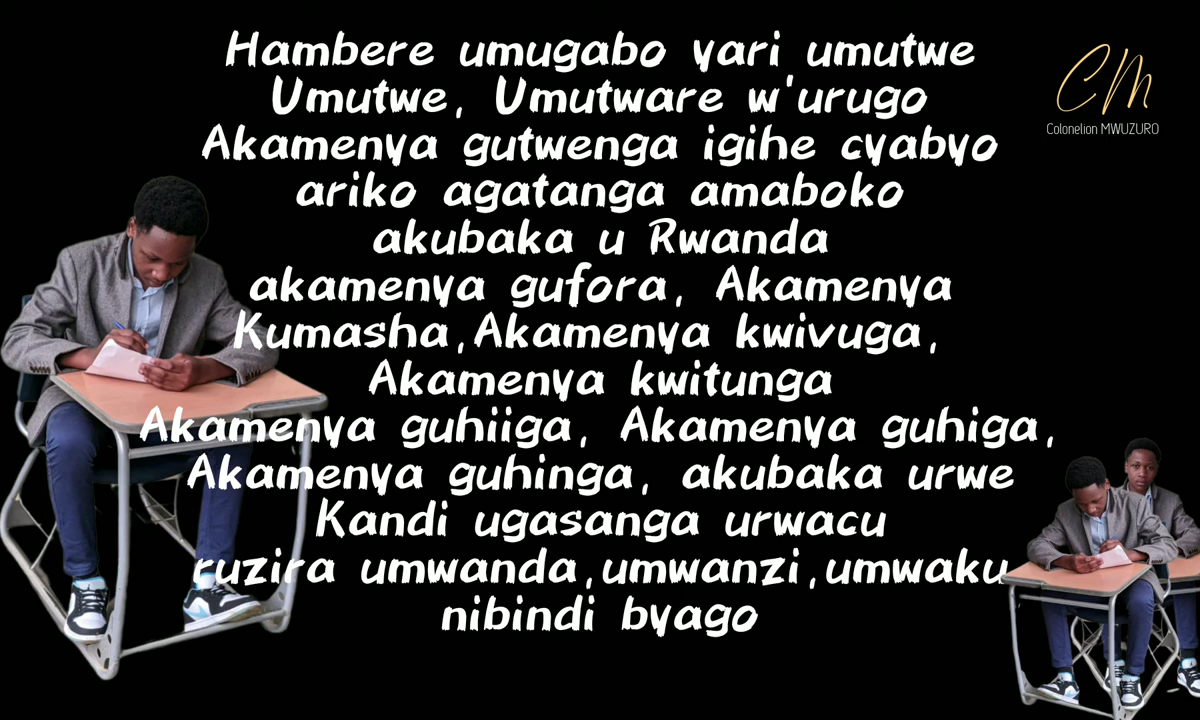 Hambere umugabo yari umutwe
Umutwe, Umutware w'urugo
Akamenya gutwenga igihe cyabyo
ariko agatanga amaboko
akubaka u Rwanda
akamenya gufora, Akamenya
Kumasha,Akamenya kwivuga,
Akamenya kwitunga
Akamenya guhiiga, Akamenya guhiga,
Akamenya guhinga, akubaka urwe
Kandi ugasanga urwacu
ruzira umwanda,umwanzi,umwaku
nibindi byago
CM
Colonelion MWUZURO